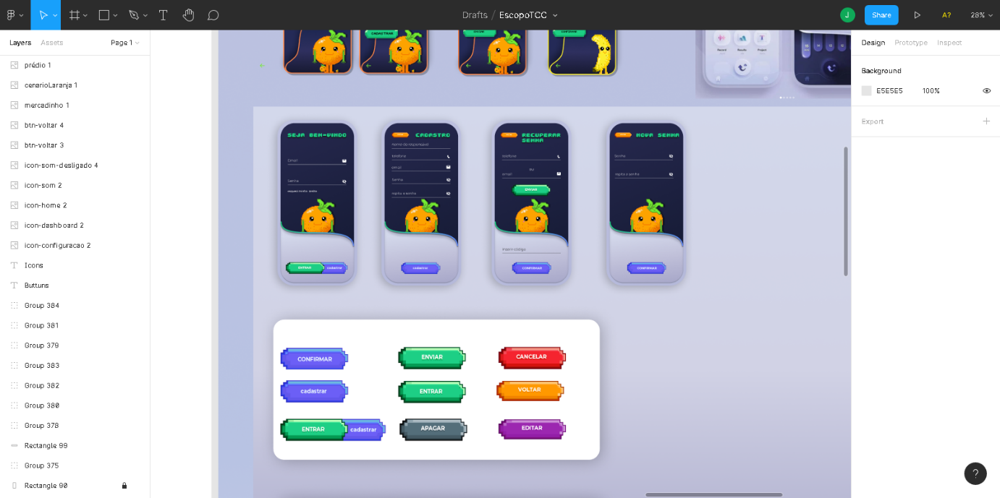 Drafts / EscopoTCC
J
Share
A?
28%
Layers
Assets
Page 1
prédio 1
cenarioLaranja 1
mercadinho 1
btn-voltar 4
btn-voltar 3
icon-som-desligado 4
icon-som 2
icon-home 2
icon-dashboard 2
icon-configuracao 2
Icons
Buttuns
Group 384
Group 381
Group 379
Group 383
Group 382
Group 380
Group 378
Rectangle 99
Group 375
Rectangle 90
CADASTRAR
Record
Results
Project
SEJA BEM-VINDO
Email
Senha
ENTRAR
cadastrar
CADASTRO
nome do responsável
telefone
email
Senha
repita a senha
cadastrar
RECUPERAR
SENHA
telefone
ou
email
ENVIAR
inserir código
CONFIRMAR
NOVA SENHA
Senha
repita a senha
CONFIRMAR
CONFIRMAR
ENVIAR
CANCELAR
cadastrar
ENTRAR
VOLTAR
ENTRAR
cadastrar
APAGAR
EDITAR
Design
Prototype
Inspect
Background
E5E5E5
100%
Export
?